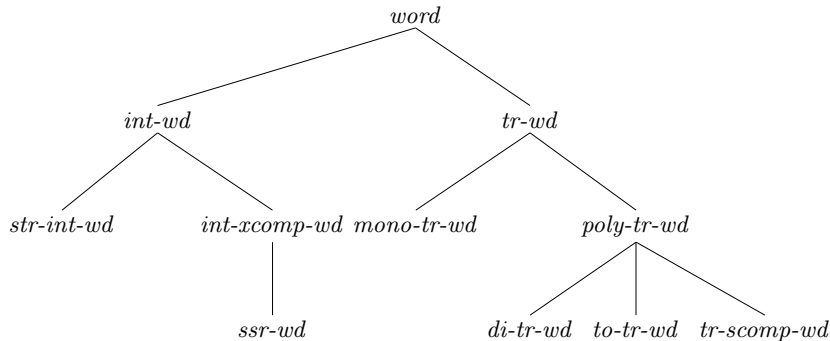 word
int-wd tr-wd
str-int-wd int-xcomp-wd mono-tr-wd poly-tr-wd
ssr-wd di-tr-wd to-tr-wd tr-scomp-wd